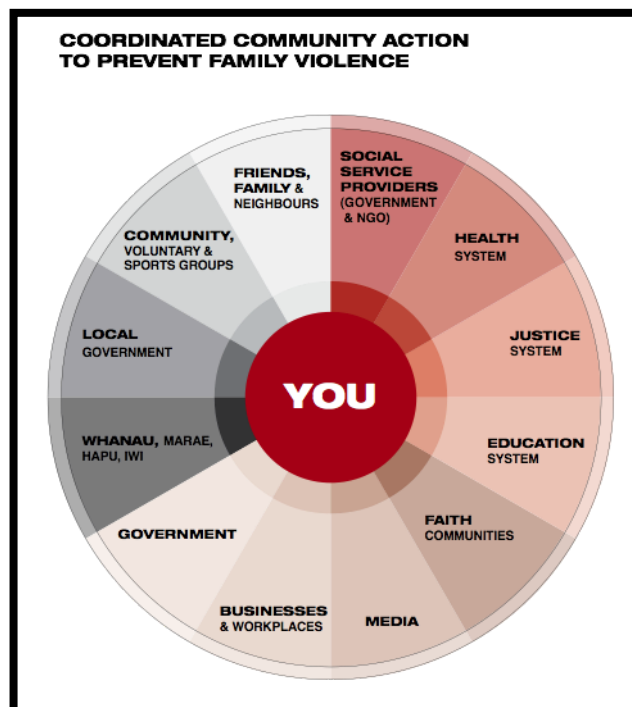 COORDINATED COMMUNITY ACTION
TO PREVENT FAMILY VIOLENCE
SOCIAL
SERVICE
PROVIDERS
(GOVERNMENT
& NGO)
HEALTH
SYSTEM
JUSTICE
SYSTEM
EDUCATION
SYSTEM
FAITH
COMMUNITIES
MEDIA
BUSINESSES
& WORKPLACES
GOVERNMENT
WHANAU, MARAE,
HAPU, IWI
LOCAL
GOVERNMENT
COMMUNITY,
VOLUNTARY &
SPORTS GROUPS
FRIENDS,
FAMILY &
NEIGHBOURS
YOU